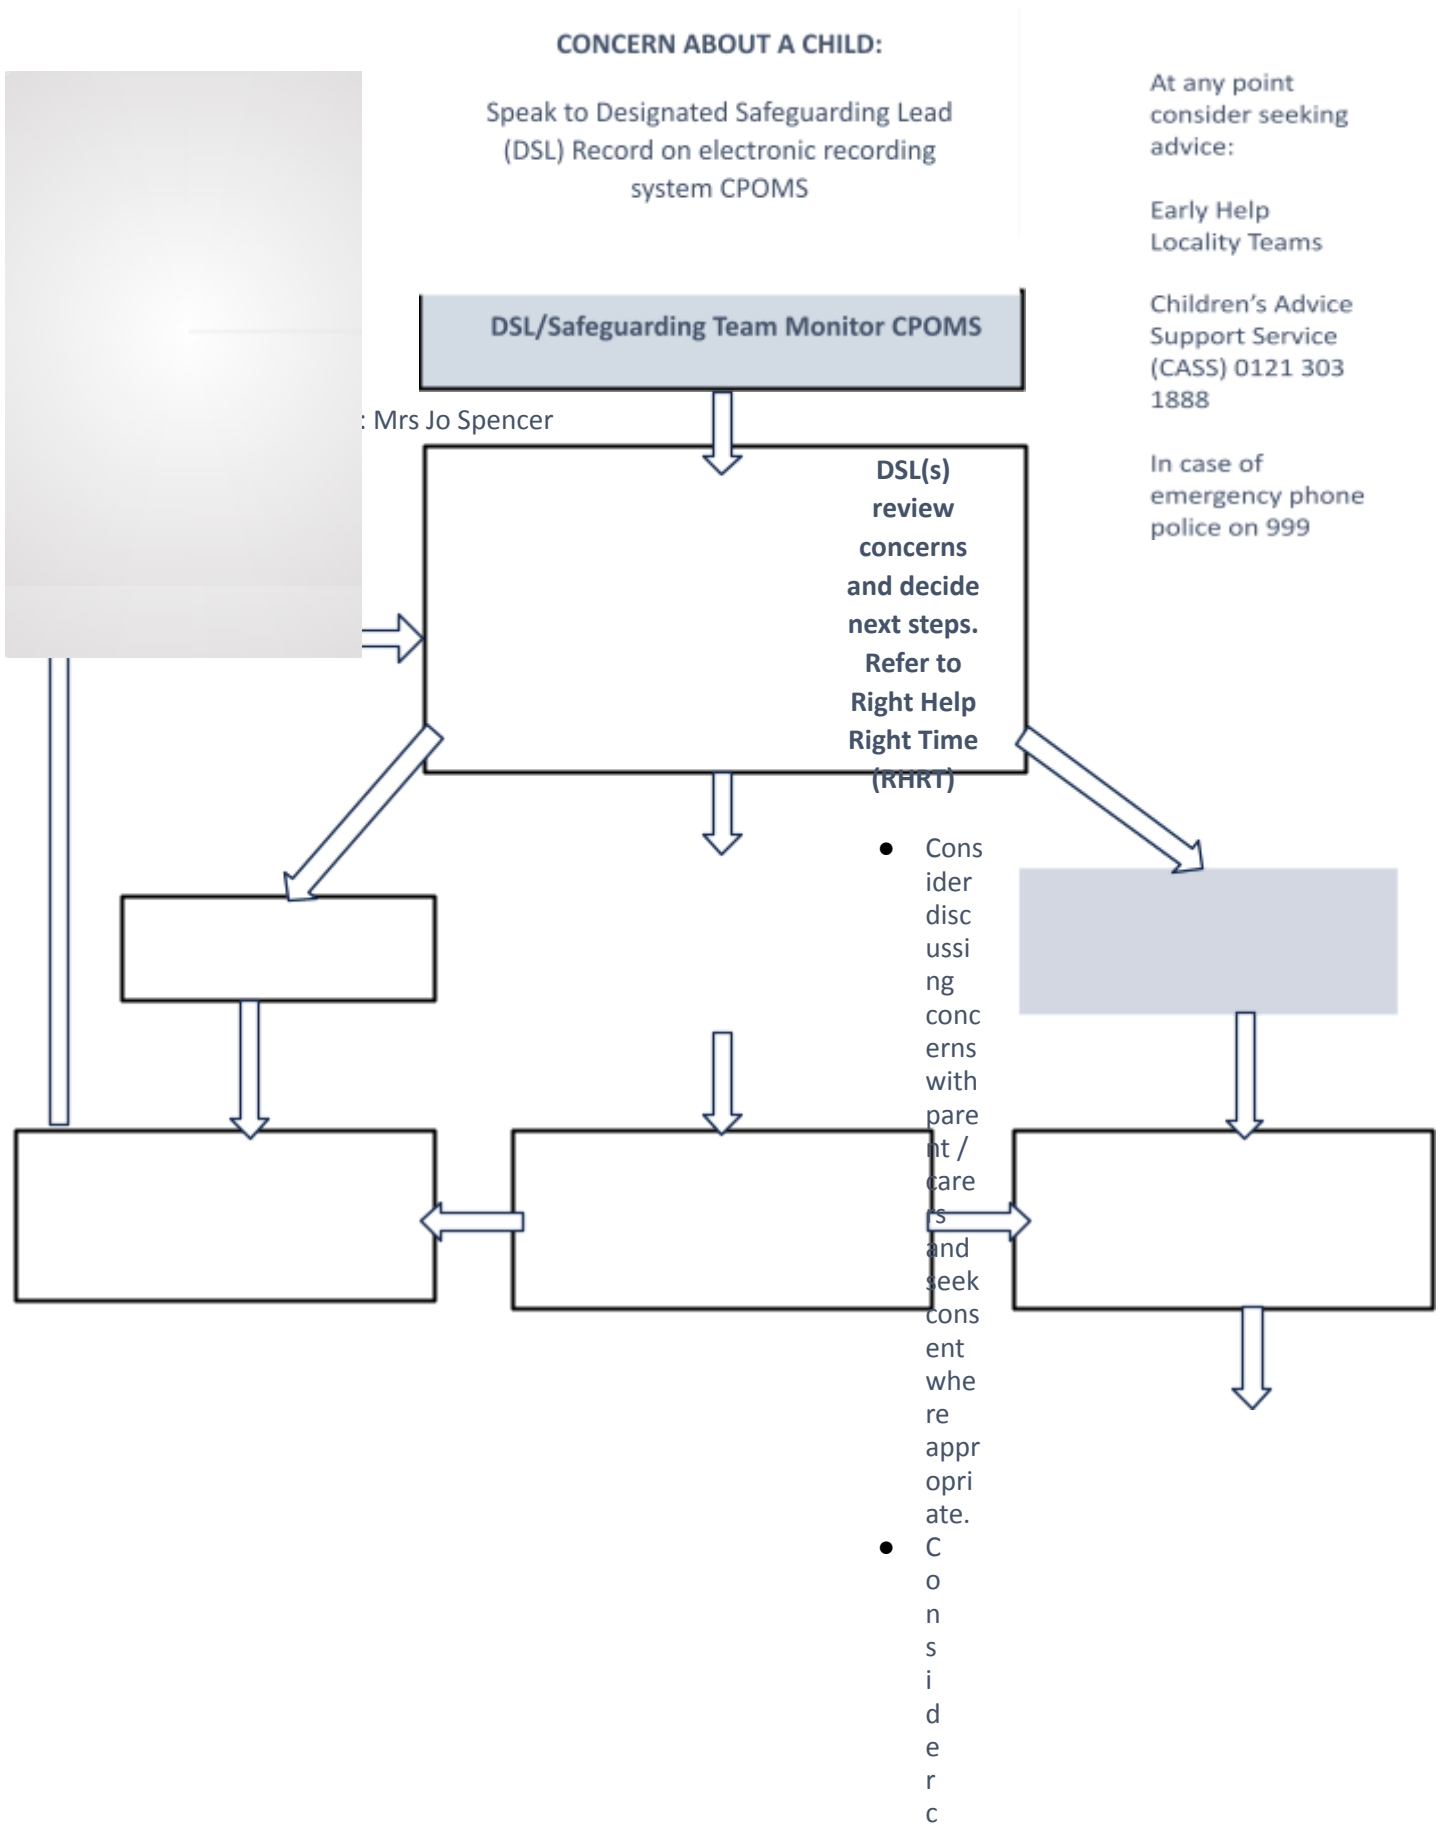 CONCERN ABOUT A CHILD:
Speak to Designated Safeguarding Lead
(DSL) Record on electronic recording
system CPOMS
At any point
consider seeking
advice:
Early Help
Locality Teams
Children's Advice
Support Service
(CASS) 0121 303
1888
In case of
emergency phone
police on 999
DSL/Safeguarding Team Monitor CPOMS
: Mrs Jo Spencer
DSL(s)
review
concerns
and decide
next steps.
Refer to
Right Help
Right Time
(RHRT)
● Cons
ider
disc
ussi
ng
conc
erns
with
pare
nt /
care
rs
and
seek
cons
ent
whe
re
appr
opri
ate.
● C
o
n
s
i
d
e
r
c